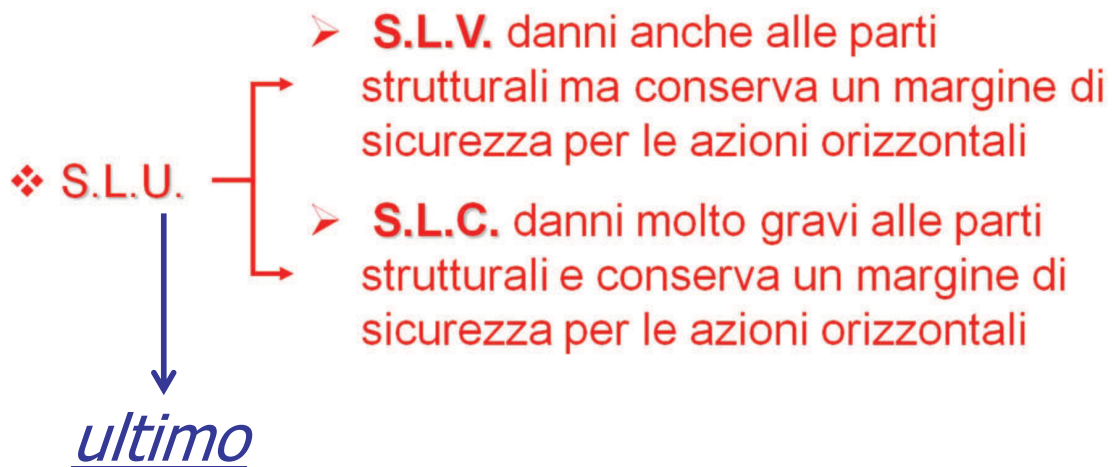 ➢ S.L.V. danni anche alle parti
strutturali ma conserva un margine di
sicurezza per le azioni orizzontali
❖ S.L.U.
➢ S.L.C. danni molto gravi alle parti
strutturali e conserva un margine di
sicurezza per le azioni orizzontali
ultimo